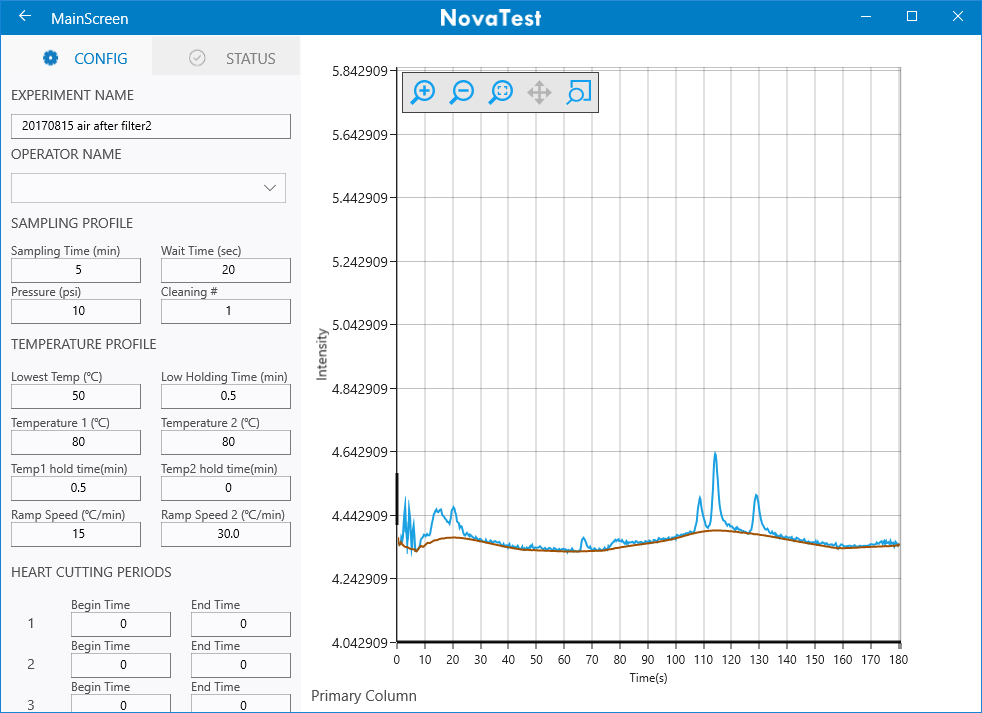 MainScreen
NovaTest
CONFIG
STATUS
EXPERIMENT NAME
20170815 air after filter2
OPERATOR NAME
SAMPLING PROFILE
Sampling Time (min)
Wait Time (sec)
5
20
Pressure (psi)
Cleaning #
10
1
TEMPERATURE PROFILE
Lowest Temp (℃)
Low Holding Time (min)
50
0.5
Temperature 1 (℃)
Temperature 2 (℃)
80
80
Temp1 hold time(min)
Temp2 hold time(min)
0.5
0
Ramp Speed (℃/min)
Ramp Speed 2 (℃/min)
15
30.0
HEART CUTTING PERIODS
Begin Time
End Time
1
0
0
Begin Time
End Time
2
0
0
Begin Time
End Time
3
0
0
5.842909
5.642909
5.442909
5.242909
5.042909
4.842909
4.642909
4.442909
4.242909
4.042909
Intensity
0 10 20 30 40 50 60 70 80 90 100 110 120 130 140 150 160 170 180
Time(s)
Primary Column